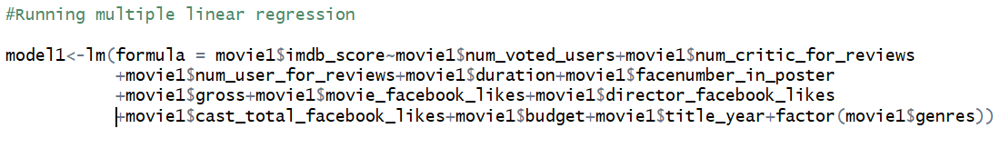 #Running multiple linear regression
model1<-lm(formula = movie1$imdb_score~movie1$num_voted_users+movie1$num_critic_for_reviews
+movie1$num_user_for_reviews+movie1$duration+movie1$facenumber_in_poster
+movie1$gross+movie1$movie_facebook_likes+movie1$director_facebook_likes
+movie1$cast_total_facebook_likes+movie1$budget+movie1$title_year+factor(movie1$genres))